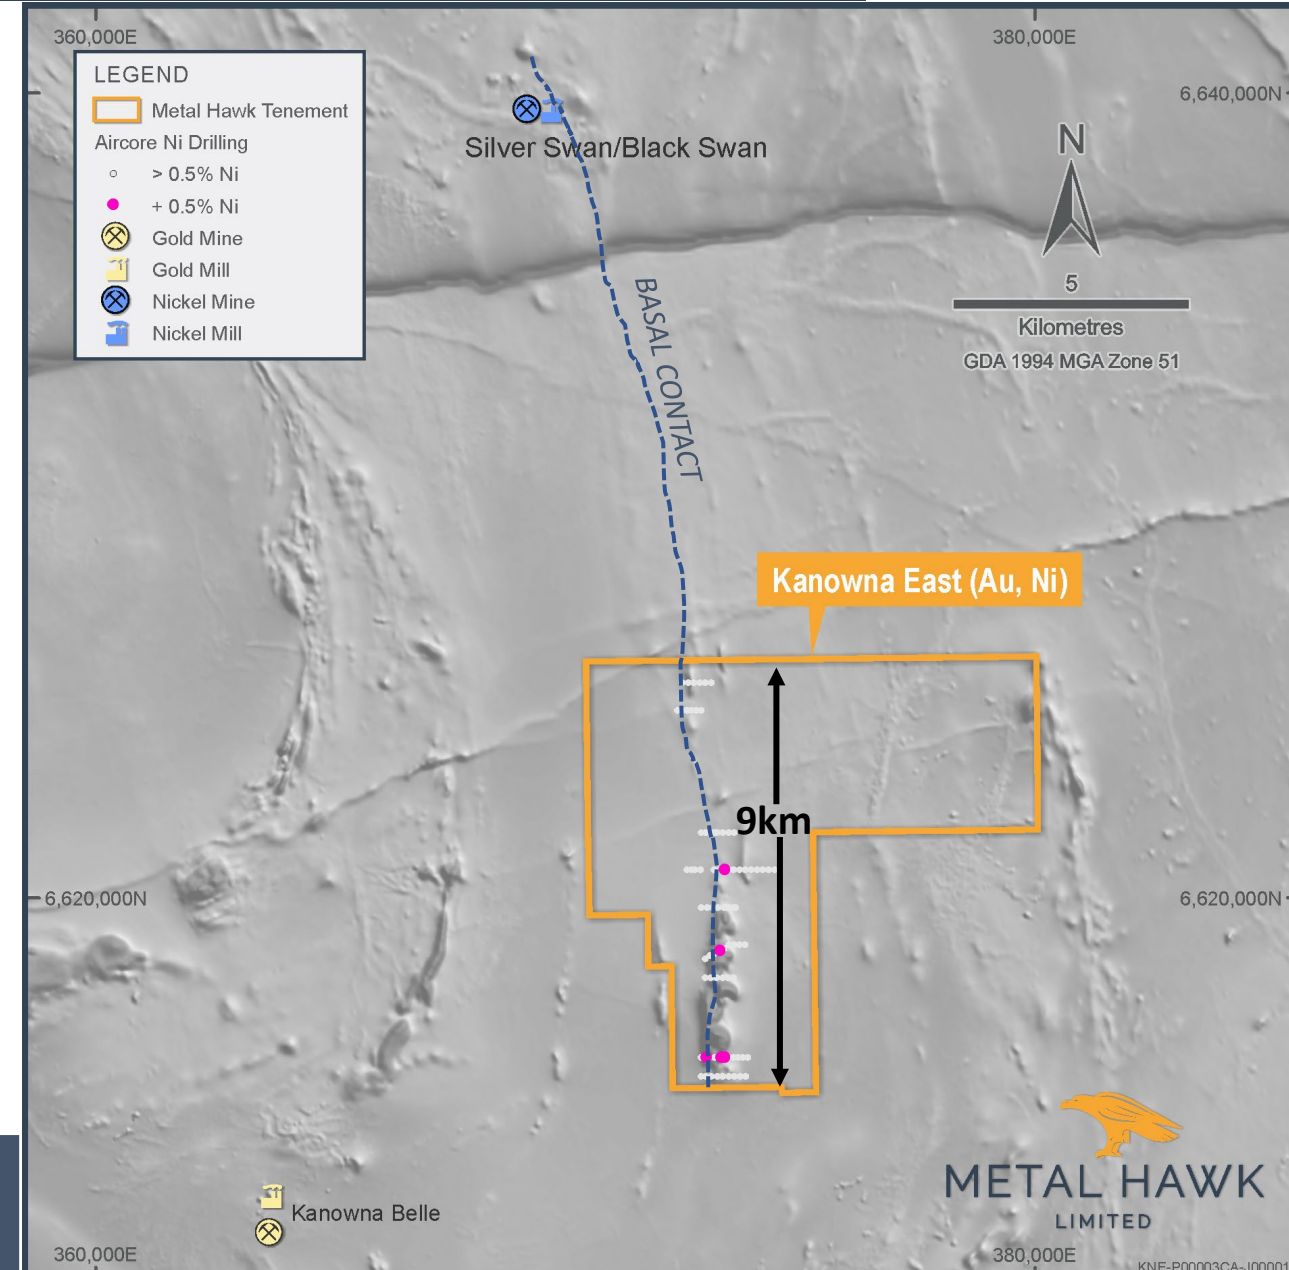 360,000E
380,000E
LEGEND
Metal Hawk Tenement
Aircore Ni Drilling
> 0.5% Ni
+ 0.5% Ni
Gold Mine
Gold Mill
Nickel Mine
Nickel Mill
6,640,000N
Silver Swan/Black Swan
N
5
Kilometres
GDA 1994 MGA Zone 51
BASAL CONTACT
Kanowna East (Au, Ni)
9km
6,620,000N
6,620,000N
METAL HAWK
LIMITED
Kanowna Belle
360,000E
380,000E